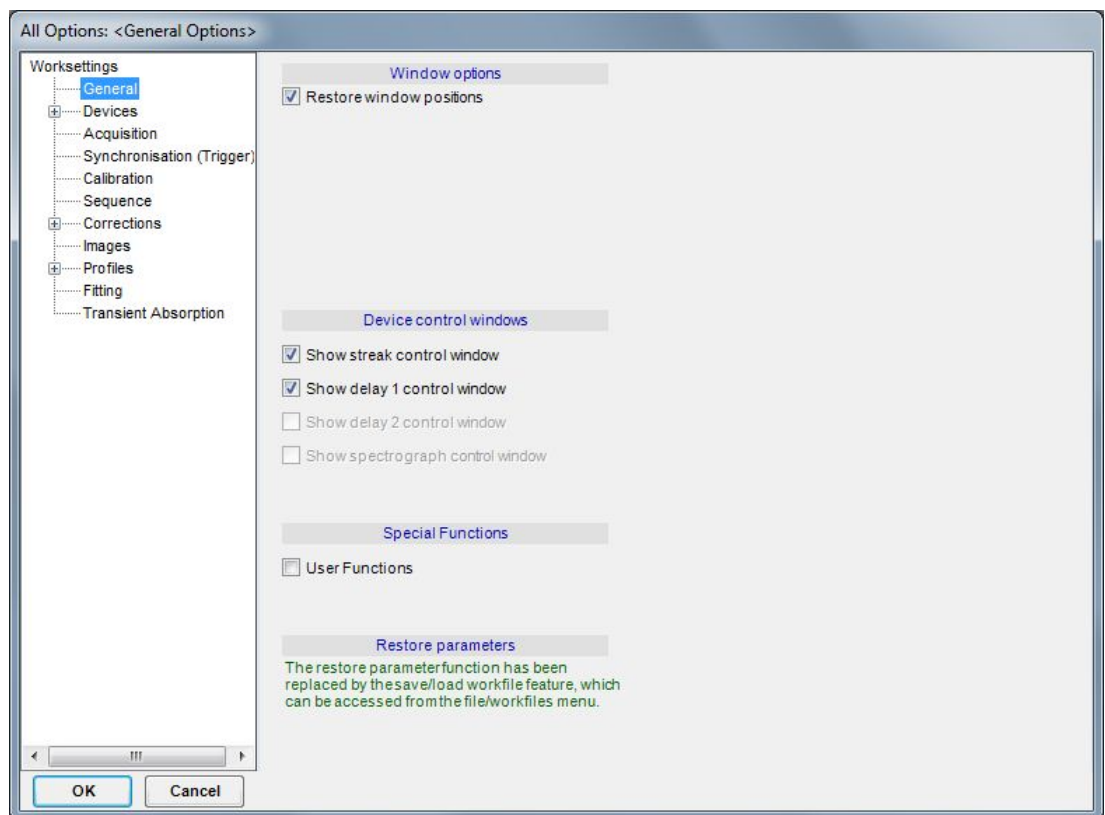 All Options: <General Options>
Worksettings
General
Devices
Acquisition
Synchronisation (Trigger)
Calibration
Sequence
Corrections
Images
Profiles
Fitting
Transient Absorption
OK
Cancel
Window options
Restore window positions
Device control windows
Show streak control window
Show delay 1 control window
Show delay 2 control window
Show spectrograph control window
Special Functions
User Functions
Restore parameters
The restore parameter function has been
replaced by the save/load workfile feature, which
can be accessed from the file/workfiles menu.